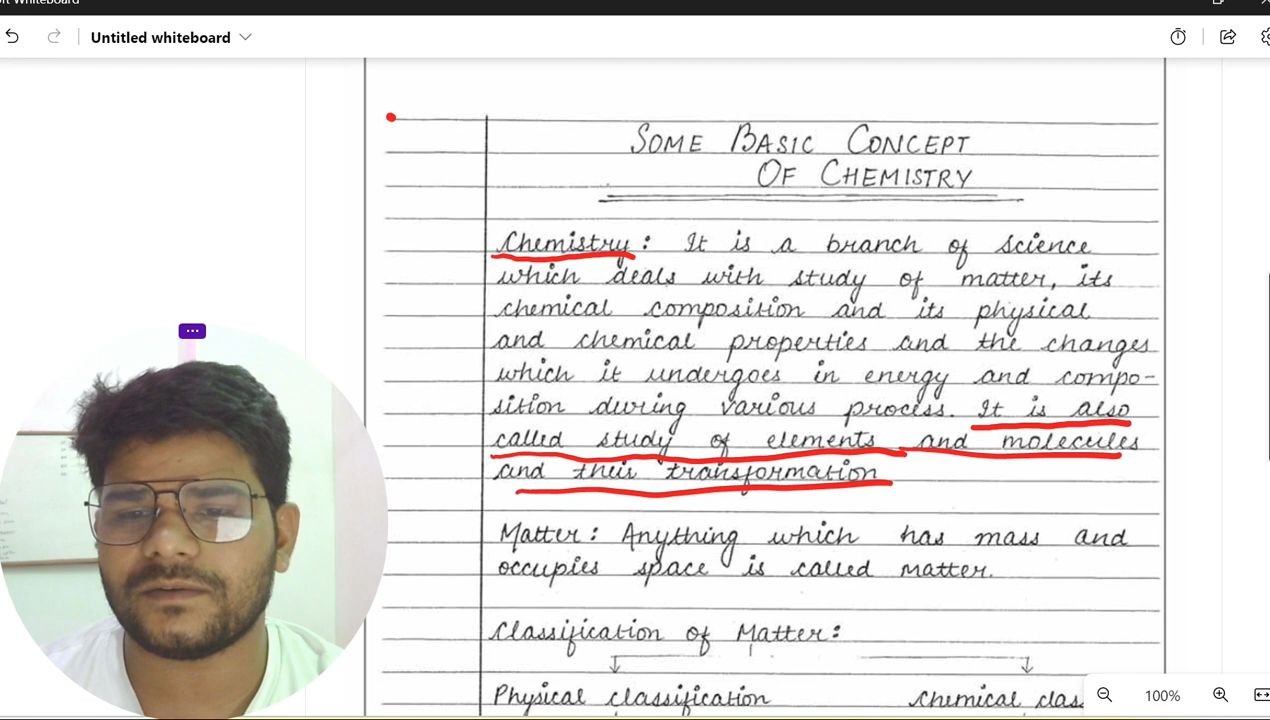 Whiteboard
Untitled whiteboard
SOME BASIC CONCEPT
OF CHEMISTRY
Chemistry: It is a branch of science
which deals with study of matter, its
chemical composition and its physical
and chemical properties and the changes
which it undergoes in energy and compo-
sition during various process. It is also
called study of elements and molecules
and their transformation
Matter: Anything which has mass and
occupies space is called matter.
Classification of Matter:
Physical classification chemical clas
100%